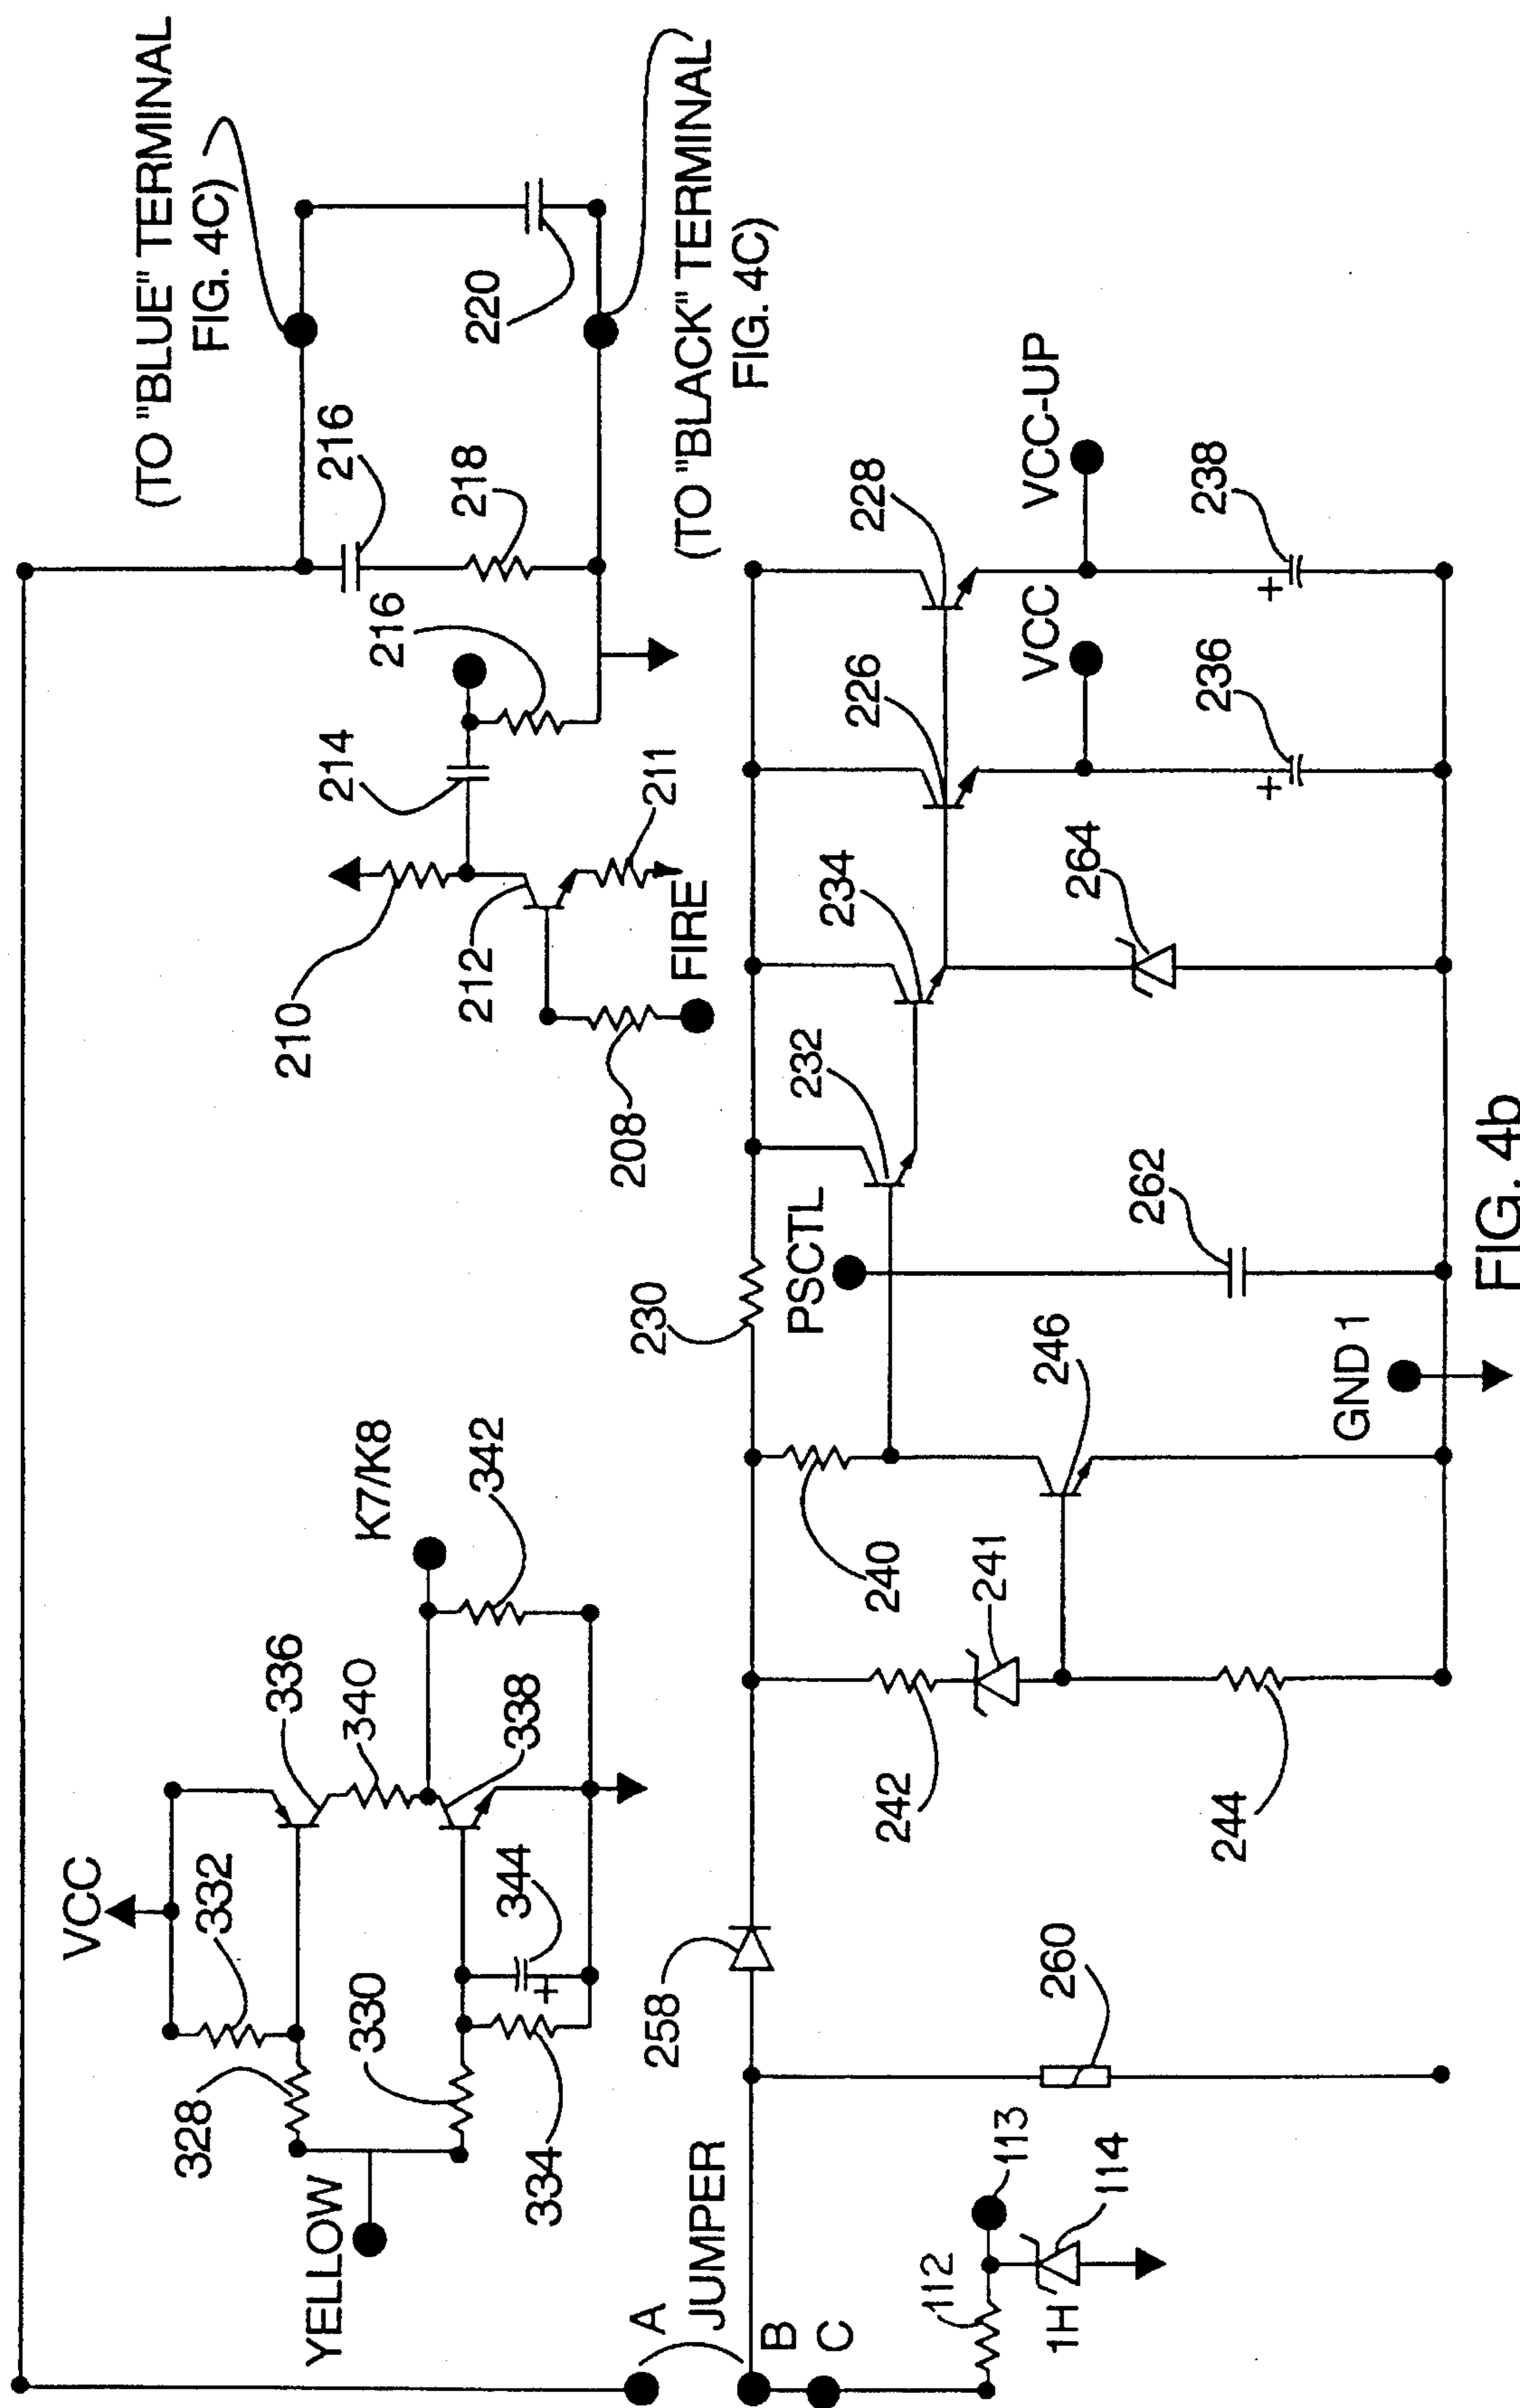 (TO "BLUE" TERMINAL
FIG. 4C)
216
220
218
(TO "BLACK" TERMINAL
FIG. 4C)
216
214
211
210
212
208
FIRE
VCC
332
336
340
K7/K8
328
330
344
338
342
YELLOW
334
A
JUMPER
B
C
258
230
PSCTL
232
234
226
228
240
241
246
262
264
VCC
VCC-UP
242
244
236
238
112
113
114
1H
260
GND 1
FIG. 4b